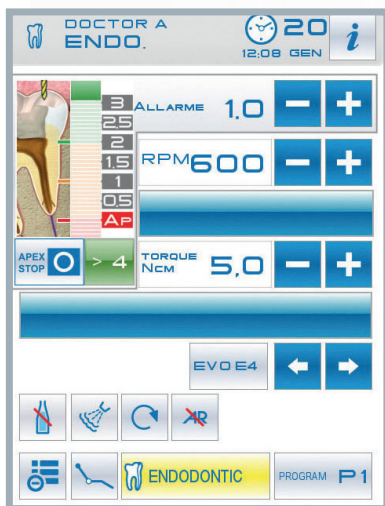 DOCTOR A
ENDO.
20
12:08 GEN
i
3
2.5
2
1.5
1
0.5
AP
ALLARME 1.0 − +
RPM 600 − +
APEX STOP
> 4
TORQUE NCM 5.0 − +
EVO E4
AR
ENDODONTIC
PROGRAM P1